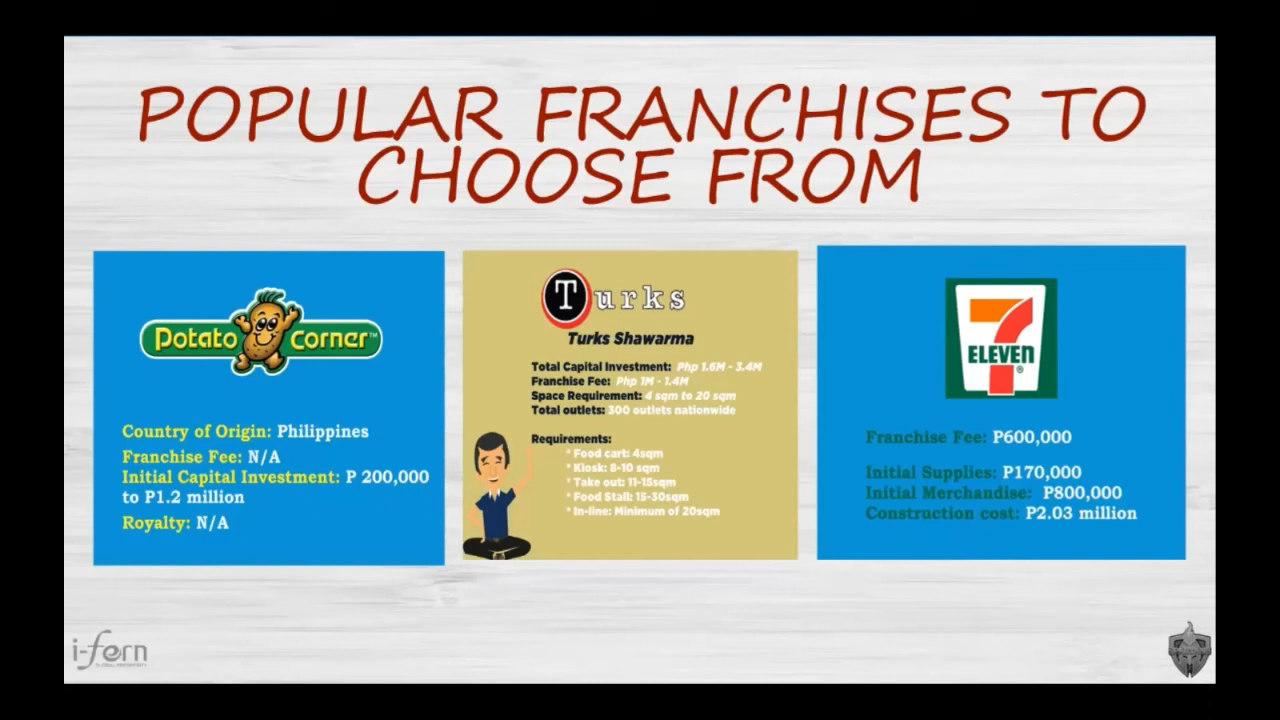 POPULAR FRANCHISES TO
CHOOSE FROM
Potato Corner™
Country of Origin: Philippines
Franchise Fee: N/A
Initial Capital Investment: P 200,000
to P1.2 million
Royalty: N/A
Turks
Turks Shawarma
Total Capital Investment: Php 1.6M - 3.4M
Franchise Fee: Php 1M - 1.4M
Space Requirement: 4 sqm to 20 sqm
Total outlets: 300 outlets nationwide
Requirements:
* Food cart: 4sqm
* Kiosk: 8-10 sqm
* Take out: 11-15sqm
* Food Stall: 15-30sqm
* In-line: Minimum of 20sqm
7
ELEVEN
®
Franchise Fee: P600,000
Initial Supplies: P170,000
Initial Merchandise: P800,000
Construction cost: P2.03 million
i-fern